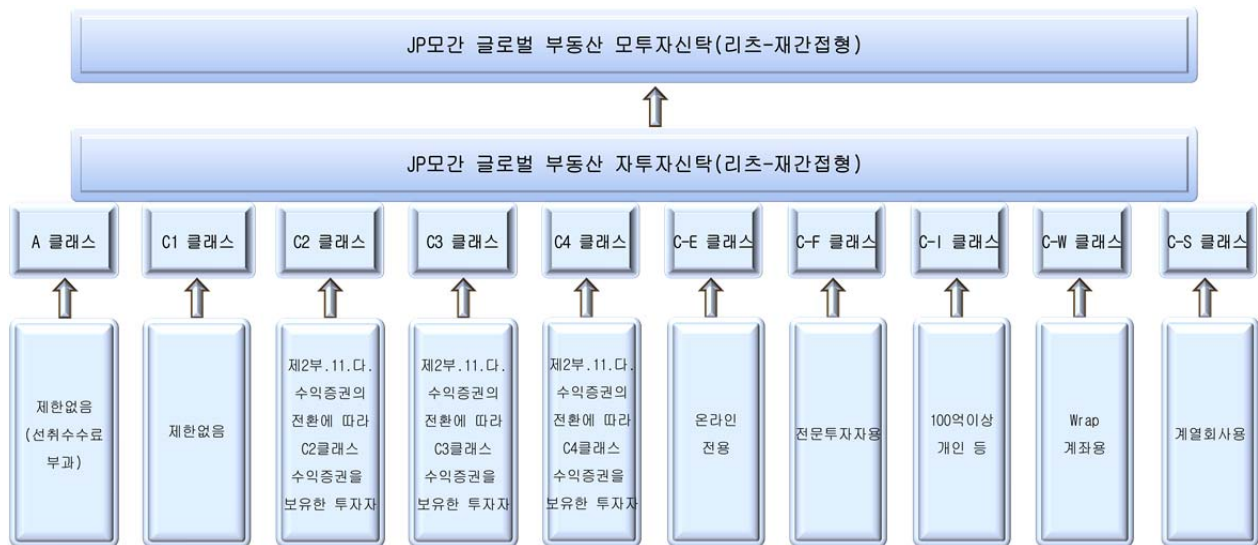 JP모간 글로벌 부동산 모투자신탁(리츠-재간접형)
JP모간 글로벌 부동산 자투자신탁(리츠-재간접형)
A 클래스
C1 클래스
C2 클래스
C3 클래스
C4 클래스
C-E 클래스
C-F 클래스
C-I 클래스
C-W 클래스
C-S 클래스
제한없음
(선취수수료
부과)
제한없음
제2부.11.다.
수익증권의
전환에 따라
C2클래스
수익증권을
보유한 투자자
제2부.11.다.
수익증권의
전환에 따라
C3클래스
수익증권을
보유한 투자자
제2부.11.다.
수익증권의
전환에 따라
C4클래스
수익증권을
보유한 투자자
온라인
전용
전문투자자용
100억이상
개인 등
Wrap
계좌용
계열회사용